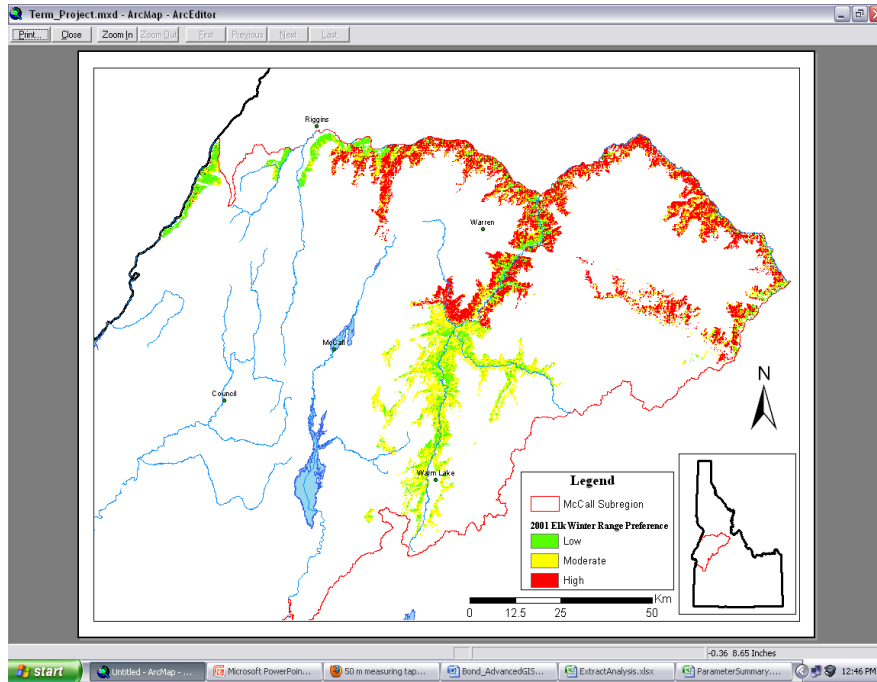 Term_Project.mxd - ArcMap - ArcEditor
Print... Close Zoom In Zoom Out First Previous Next Last
Riggins
Warren
McCall
Council
Warm Lake
N
Legend
McCall Subregion
2001 Elk Winter Range Preference
Low
Moderate
High
Km
0 12.5 25 50
-0.36 8.65 Inches
start Untitled - ArcMap - ... Microsoft PowerPoin... 50 m measuring tap... Bond_AdvancedGIS... ExtractAnalysis.xlsx ParameterSummary.... 12:46 PM